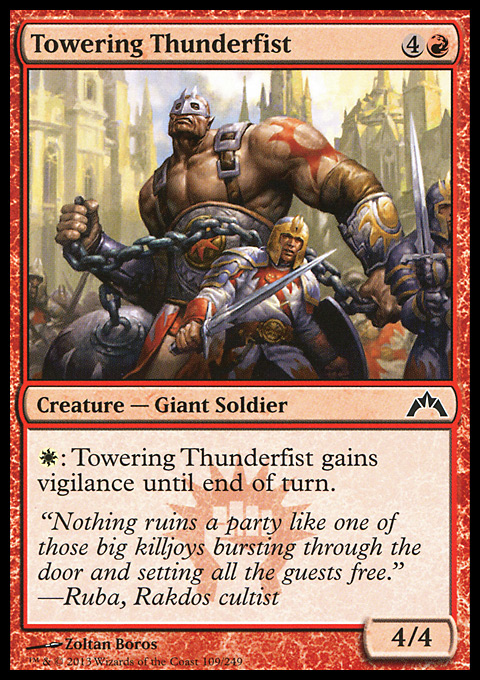 Towering Thunderfist 4
Creature — Giant Soldier
: Towering Thunderfist gains
vigilance until end of turn.
“Nothing ruins a party like one of
those big killjoys bursting through the
door and setting all the guests free.”
—Ruba, Rakdos cultist
4/4
Zoltan Boros
™ & © 2013 Wizards of the Coast 109/249